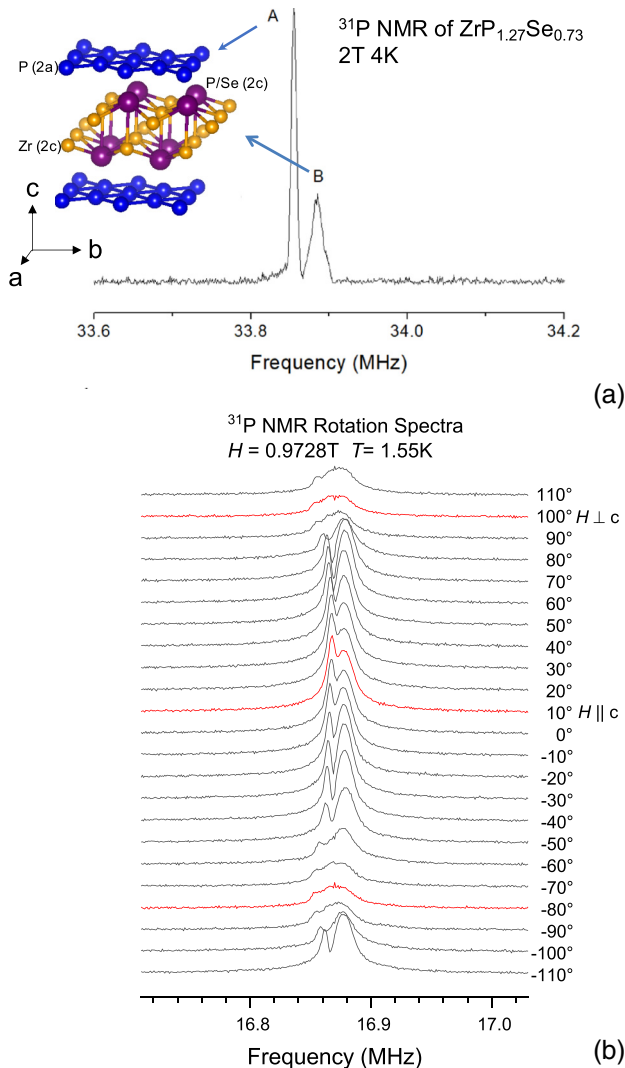 A
³¹P NMR of ZrP₁.₂₇Se₀.₇₃
2T 4K
P (2a)
P/Se (2c)
Zr (2c)
B
c
b
a
33.6 33.8 34.0 34.2
Frequency (MHz)
(a)
³¹P NMR Rotation Spectra
H = 0.9728T T= 1.55K
110°
100° H ⊥ c
90°
80°
70°
60°
50°
40°
30°
20°
10° H || c
0°
-10°
-20°
-30°
-40°
-50°
-60°
-70°
-80°
-90°
-100°
-110°
16.8 16.9 17.0
Frequency (MHz)
(b)